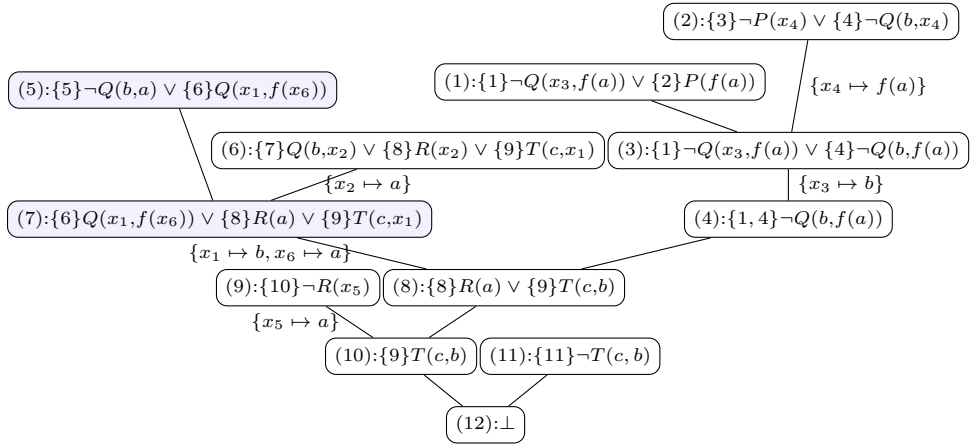 (2):{3}¬P(x₄) ∨ {4}¬Q(b,x₄)
(5):{5}¬Q(b,a) ∨ {6}Q(x₁,f(x₆))
(1):{1}¬Q(x₃,f(a)) ∨ {2}P(f(a))
{x₄ ↦ f(a)}
(6):{7}Q(b,x₂) ∨ {8}R(x₂) ∨ {9}T(c,x₁)
(3):{1}¬Q(x₃,f(a)) ∨ {4}¬Q(b,f(a))
{x₂ ↦ a}
{x₃ ↦ b}
(7):{6}Q(x₁,f(x₆)) ∨ {8}R(a) ∨ {9}T(c,x₁)
(4):{1, 4}¬Q(b,f(a))
{x₁ ↦ b, x₆ ↦ a}
(9):{10}¬R(x₅)
(8):{8}R(a) ∨ {9}T(c,b)
{x₅ ↦ a}
(10):{9}T(c,b)
(11):{11}¬T(c, b)
(12):⊥